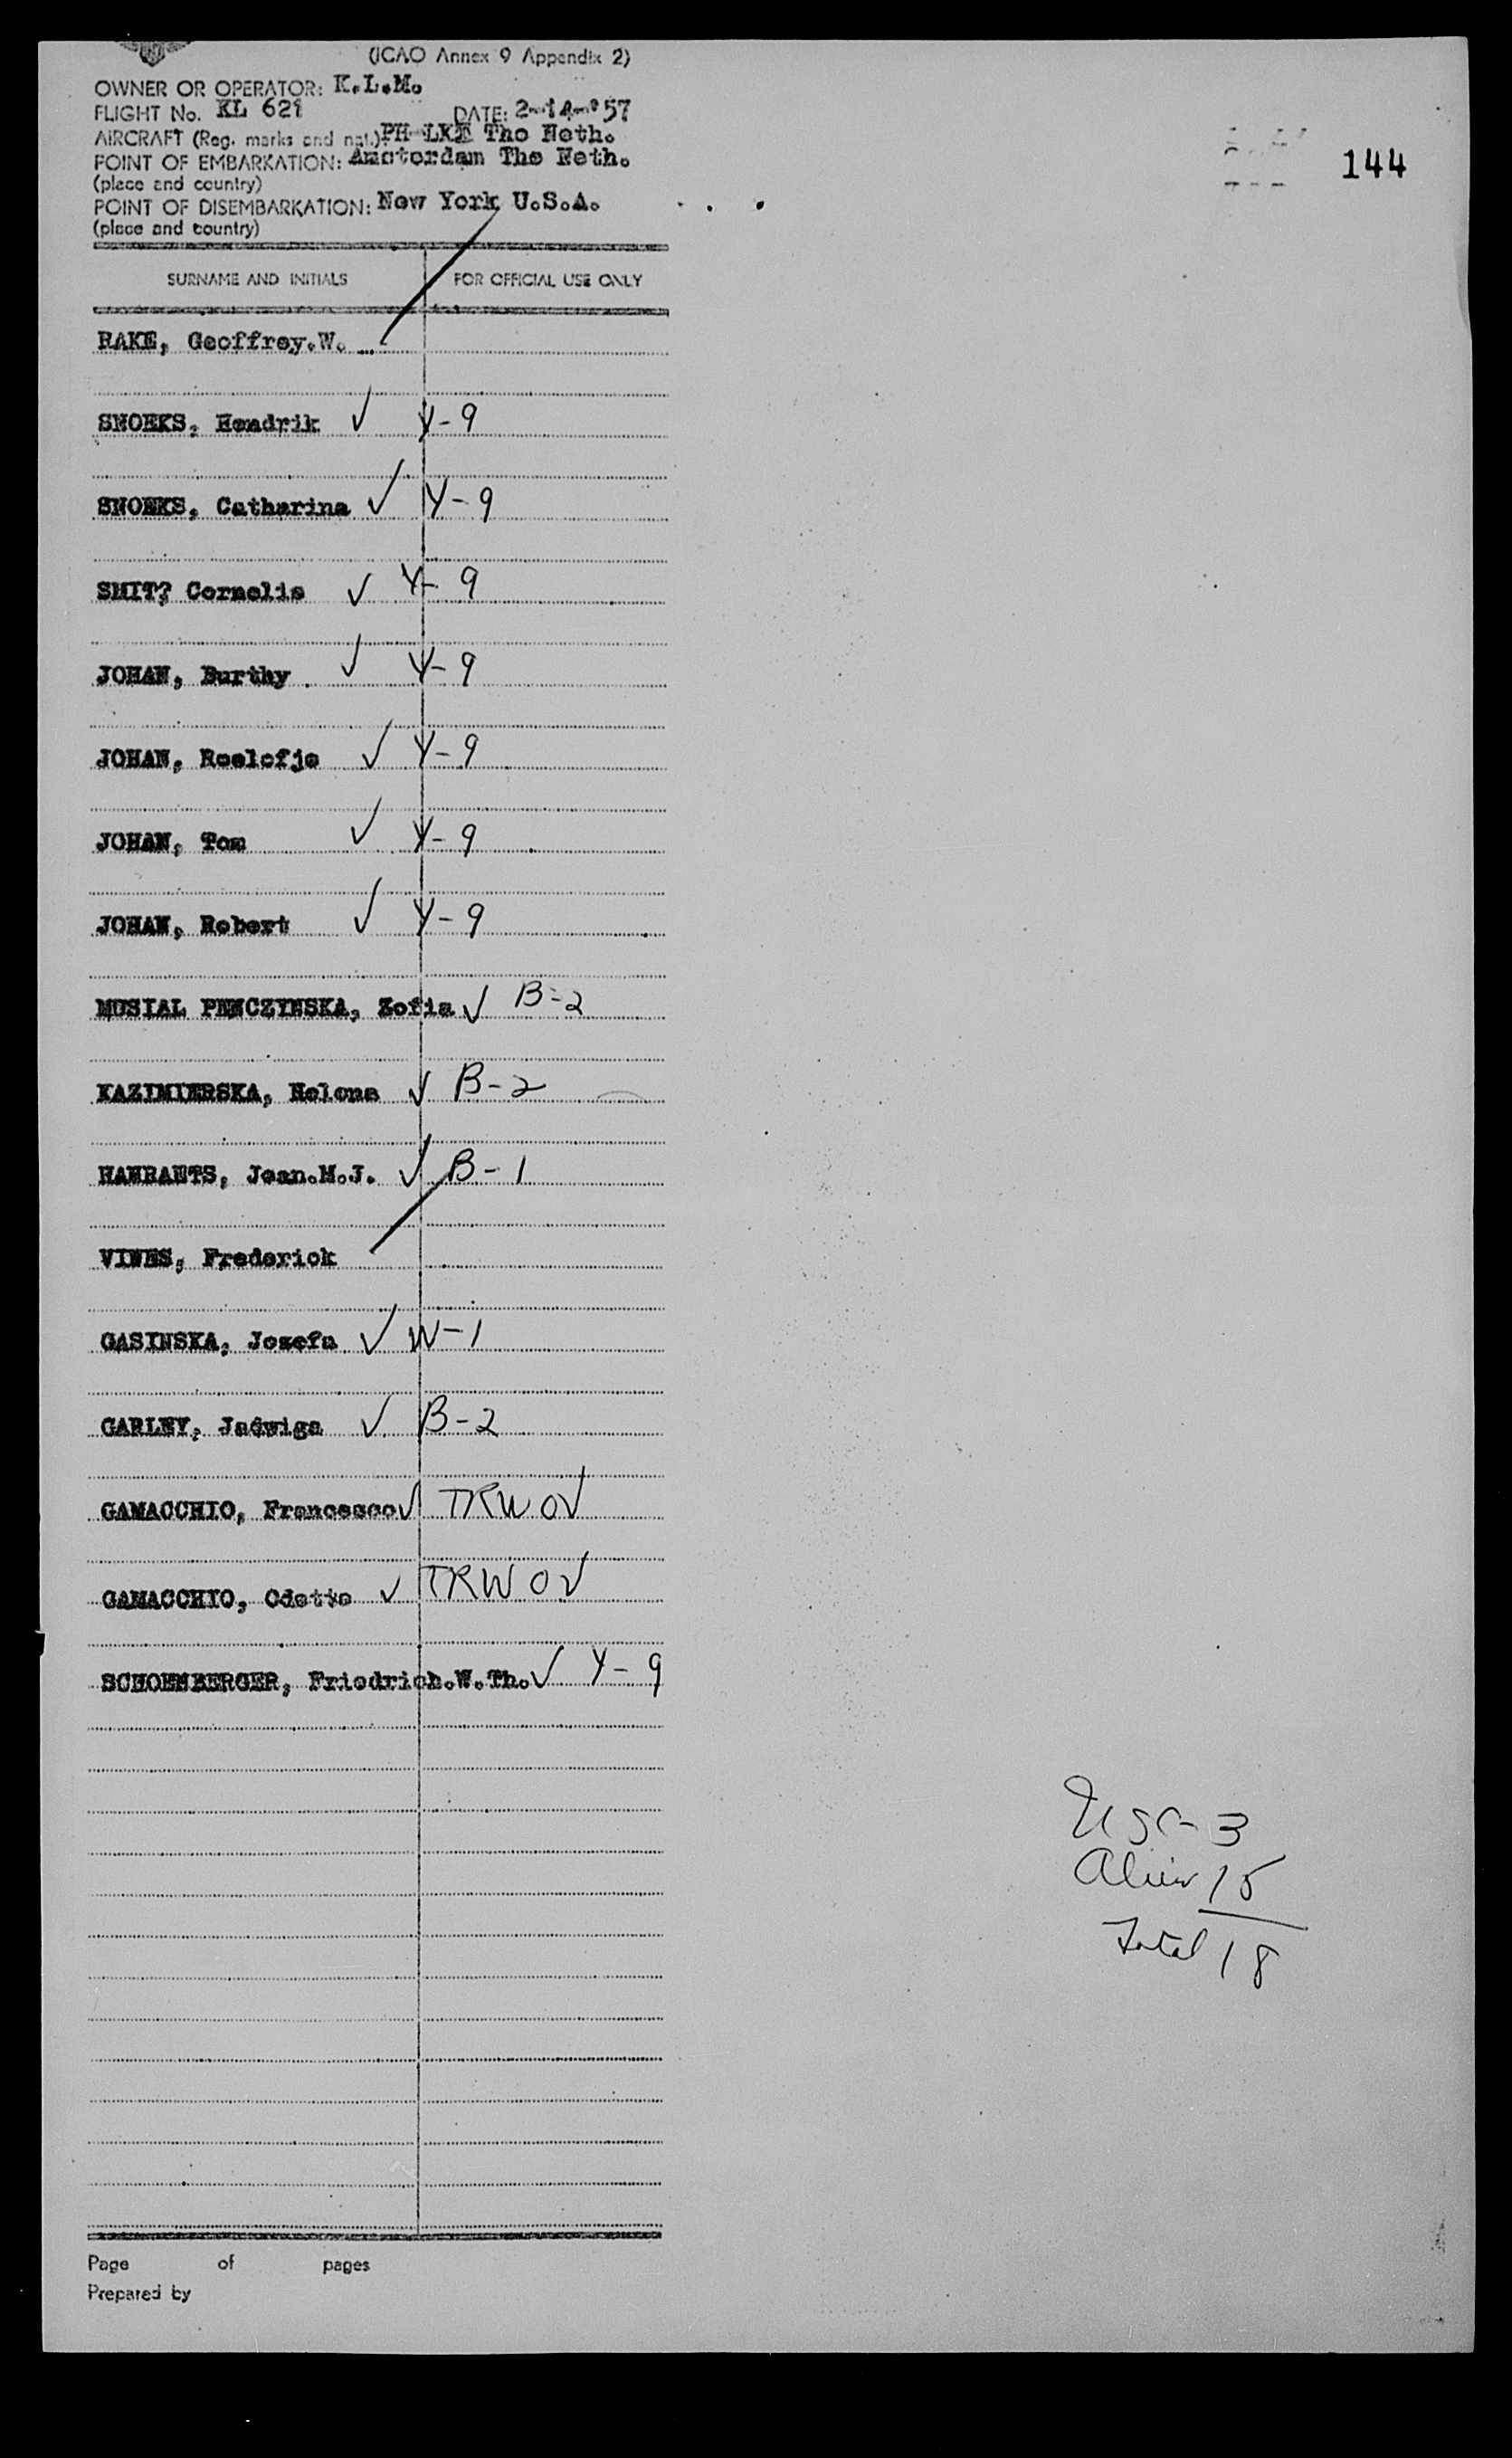 (ICAO Annex 9 Appendix 2)
OWNER OR OPERATOR: K.L.M.
FLIGHT No. KL 621 DATE: 2-14-'57
AIRCRAFT (Reg. marks and nat.) PH-LKE The Neth.
POINT OF EMBARKATION: Amsterdam The Neth.
(place and country)
144
POINT OF DISEMBARKATION: New York U.S.A.
(place and country)
SURNAME AND INITIALS FOR OFFICIAL USE ONLY
RAKE, Geoffrey.W.
SNOEKS, Hendrik ✓ Y-9
SNOEKS, Catharina ✓ Y-9
SMIT? Cornelis ✓ Y-9
JOHAN, Burthy ✓ Y-9
JOHAN, Roelofje ✓ Y-9
JOHAN, Tom ✓ Y-9
JOHAN, Robert ✓ Y-9
MUSIAL PENCZYNSKA, Zofia ✓ B-2
KAZIMIERSKA, Helena ✓ B-2
Jean.M.J. ✓ B-1
VINES, Frederick
GASINSKA, Jozefa ✓ W-1
GARLEY, Jadwiga ✓ B-2
GAMACCHIO, Francesco ✓ TRWOV
GAMACCHIO, Odette ✓ TRWOV
SCHOENBERGER, Friedrich.W.Th. ✓ Y-9
USC-3
Alien 15
Total 18
Page of pages
Prepared by